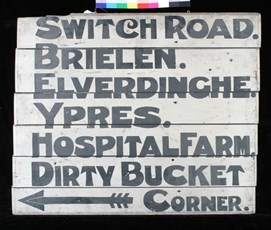 SWITCH ROAD.
BRIELEN.
ELVERDINGHE.
YPRES.
HOSPITAL FARM.
DIRTY BUCKET
CORNER.